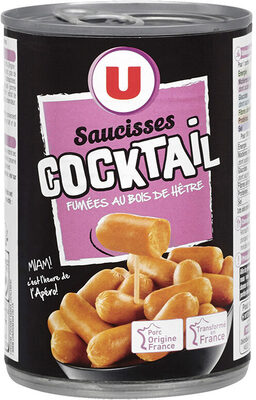 U
Saucisses
COCKTAIL
FUMÉES AU BOIS DE HÊTRE
MIAM!
c'est l'heure de
l'Apéro!
Porc
Origine
France
Transformé
en France